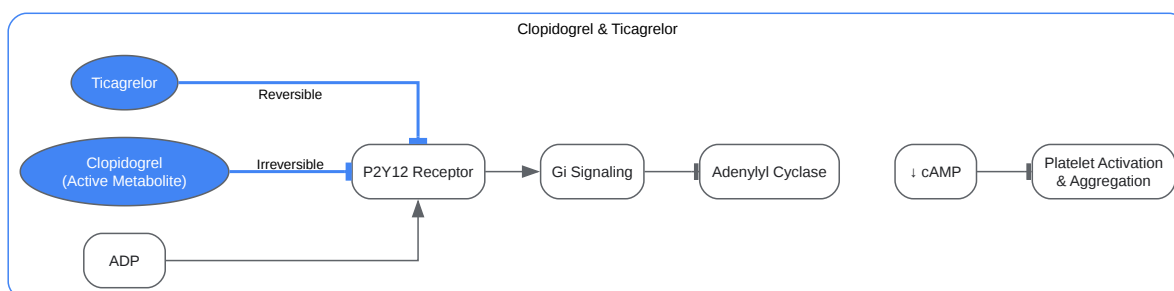 Clopidogrel & Ticagrelor
Ticagrelor
Reversible
Clopidogrel
(Active Metabolite)
Irreversible
P2Y12 Receptor
Gi Signaling
Adenylyl Cyclase
↓ cAMP
Platelet Activation
& Aggregation
ADP